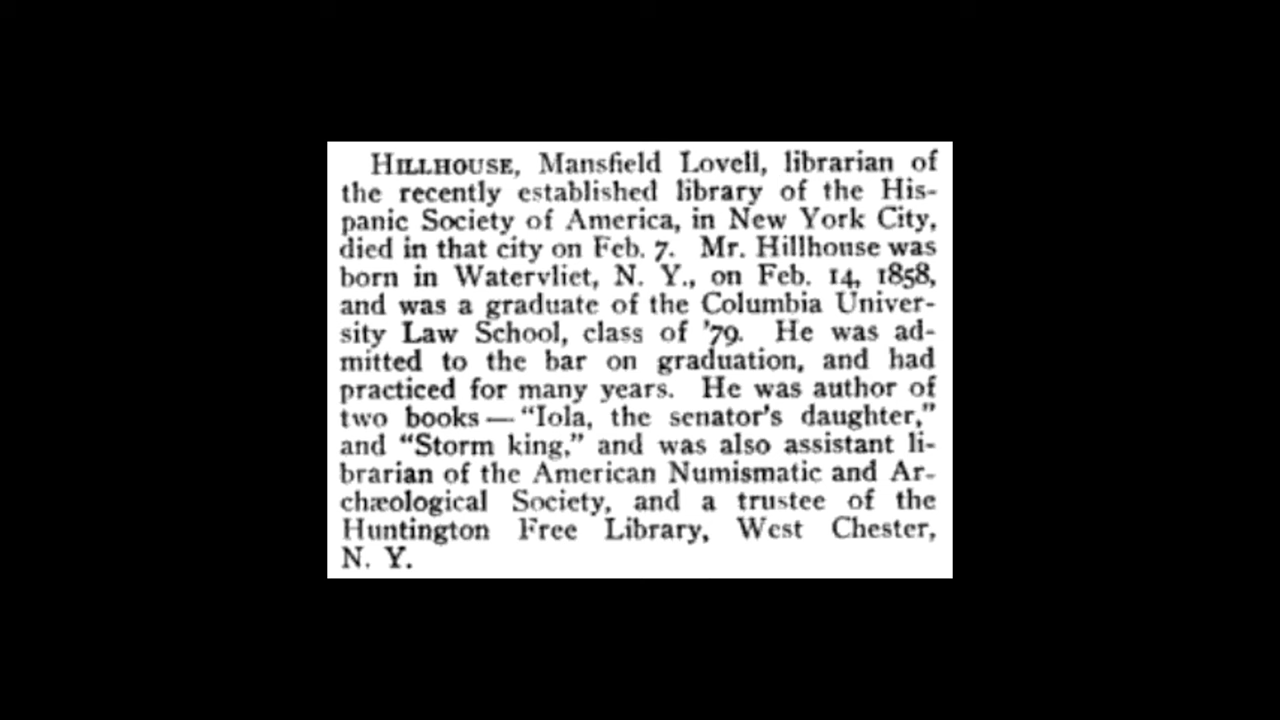 HILLHOUSE, Mansfield Lovell, librarian of
the recently established library of the His-
panic Society of America, in New York City,
died in that city on Feb. 7. Mr. Hillhouse was
born in Watervliet, N. Y., on Feb. 14, 1858,
and was a graduate of the Columbia Univer-
sity Law School, class of '79. He was ad-
mitted to the bar on graduation, and had
practiced for many years. He was author of
two books — "Iola, the senator's daughter,"
and "Storm king," and was also assistant li-
brarian of the American Numismatic and Ar-
chæological Society, and a trustee of the
Huntington Free Library, West Chester,
N. Y.